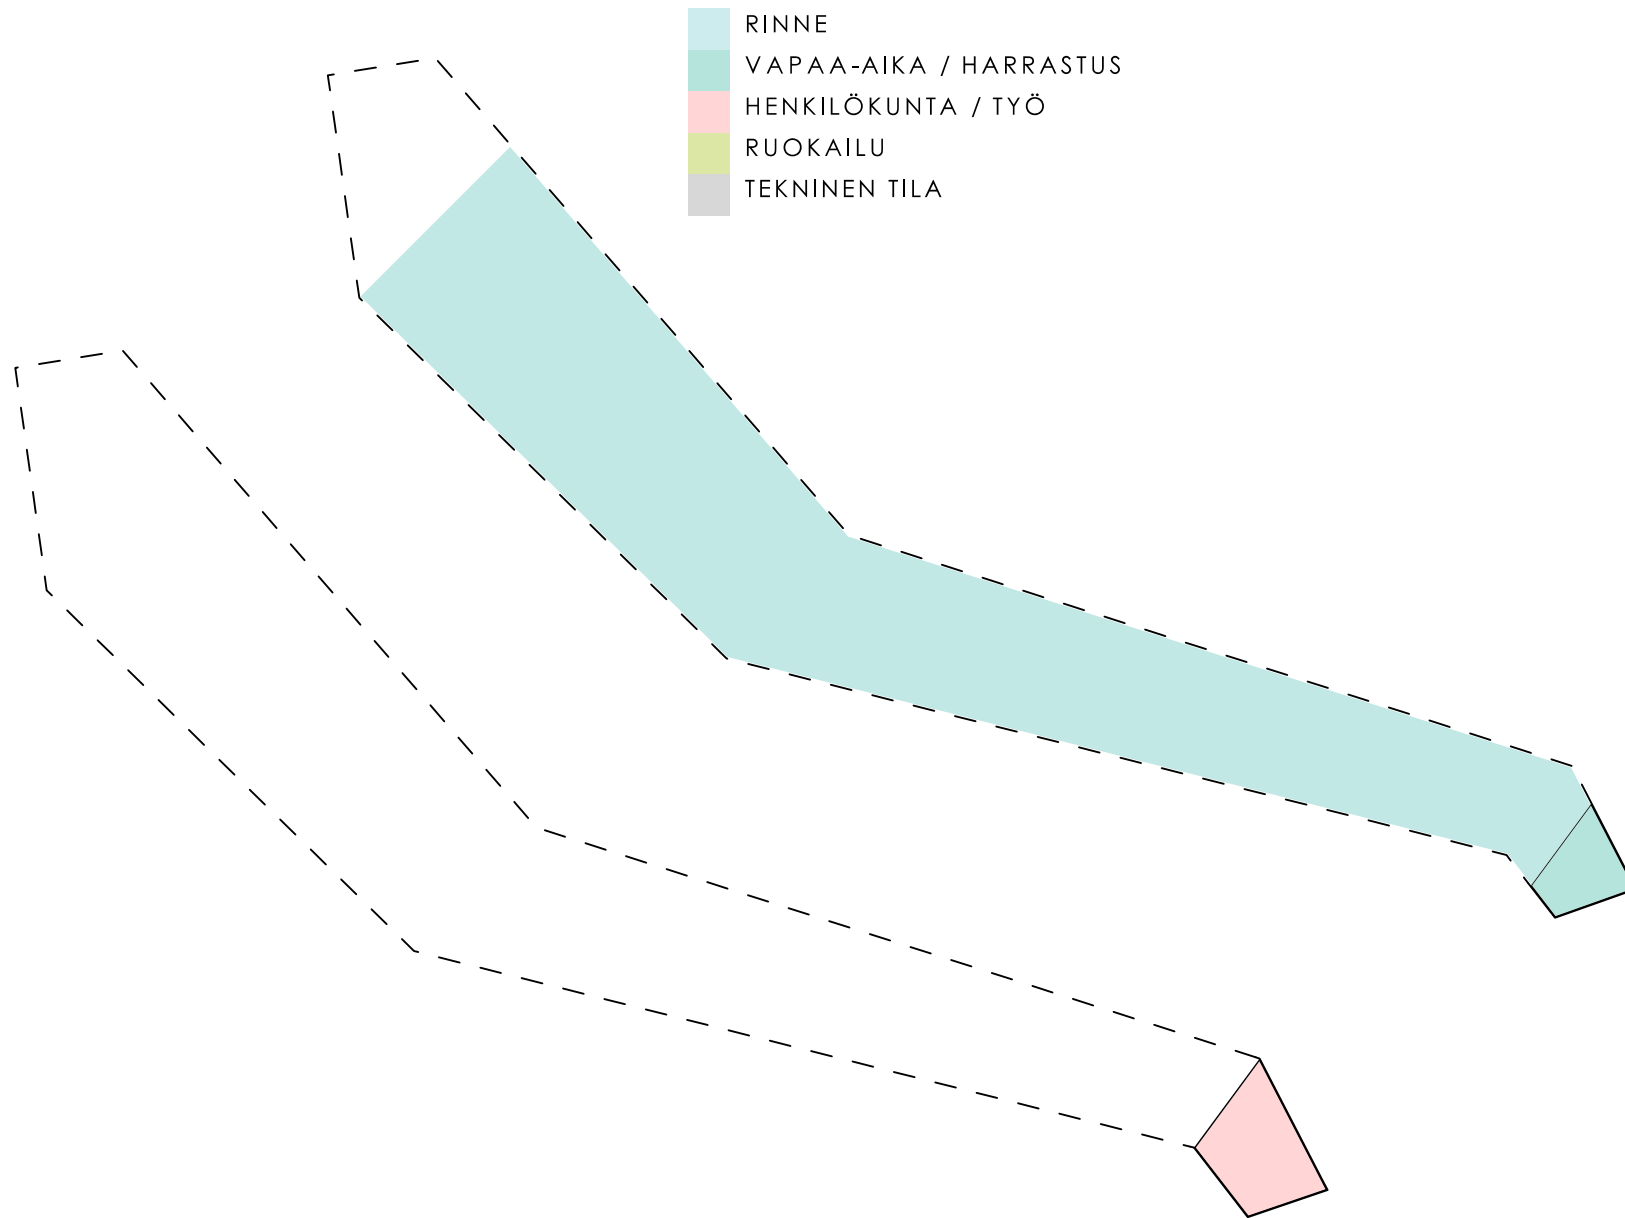 RINNE
VAPAA-AIKA / HARRASTUS
HENKILÖKUNTA / TYÖ
RUOKAILU
TEKNINEN TILA